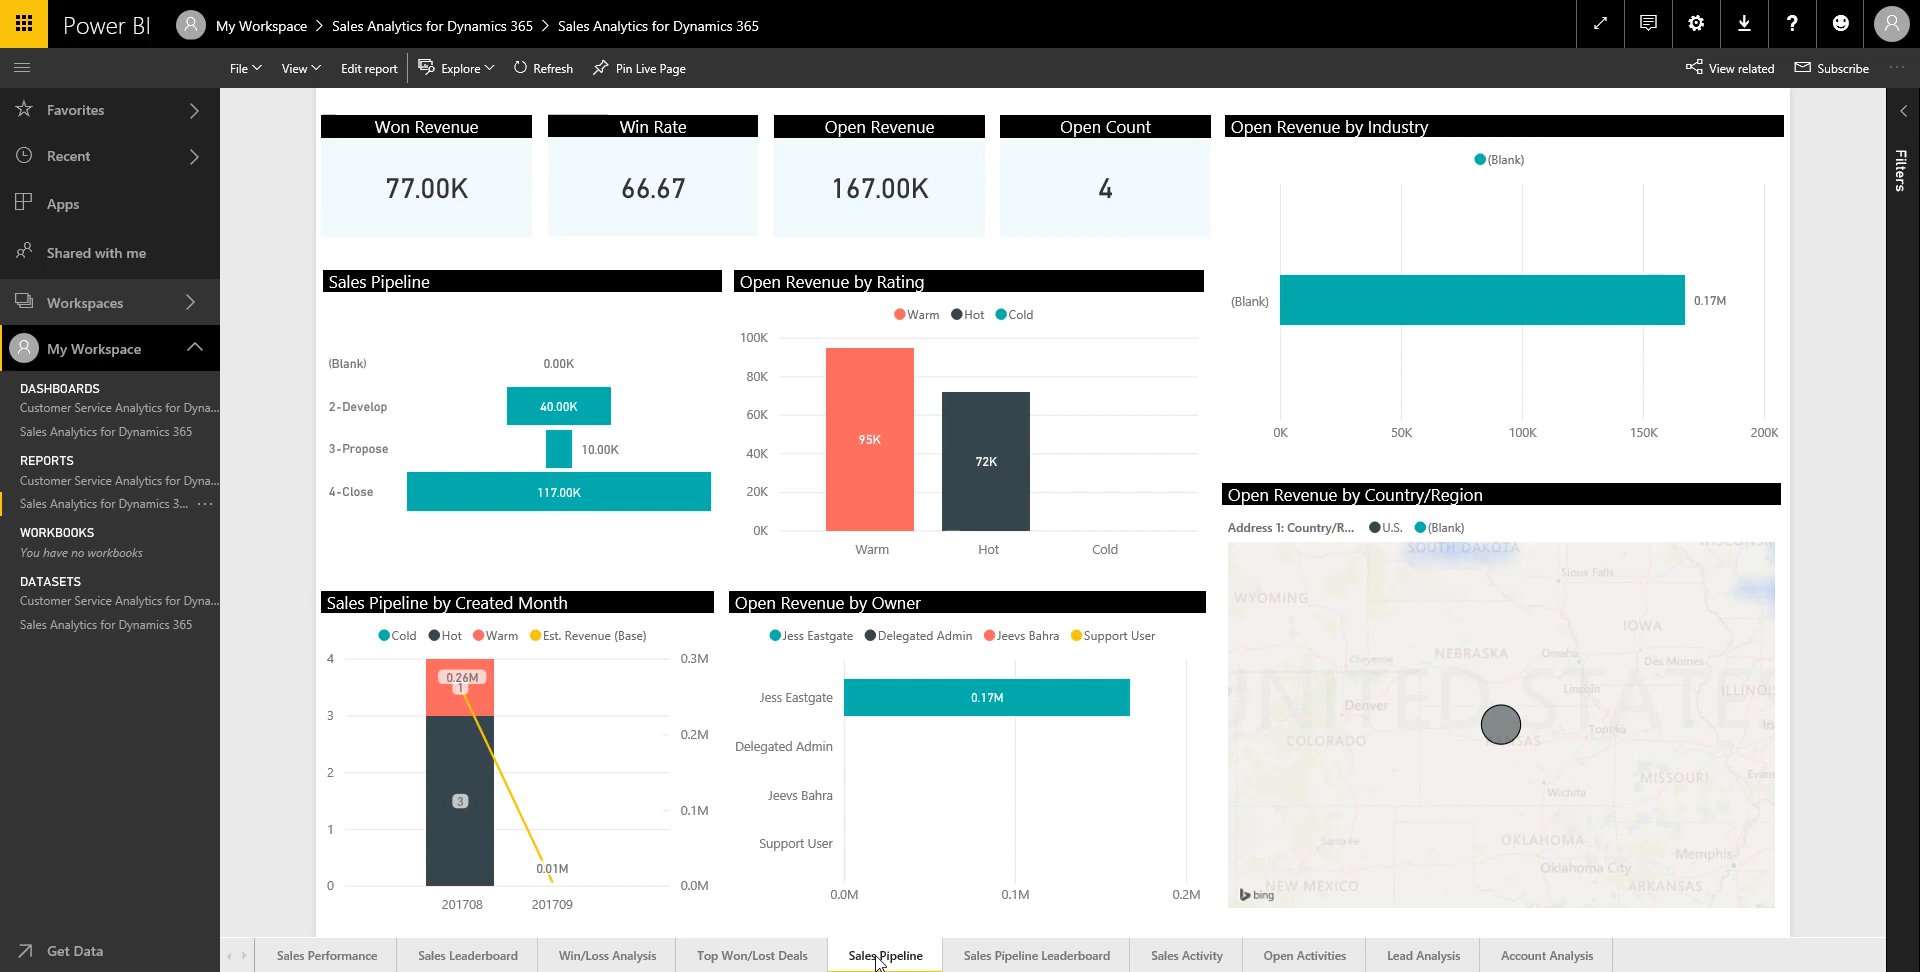 Power BI
My Workspace > Sales Analytics for Dynamics 365 > Sales Analytics for Dynamics 365
File
View
Edit report
Explore
Refresh
Pin Live Page
View related
Subscribe
Favorites
Recent
Apps
Shared with me
Workspaces
My Workspace
DASHBOARDS
Customer Service Analytics for Dyna...
Sales Analytics for Dynamics 365
REPORTS
Customer Service Analytics for Dyna...
Sales Analytics for Dynamics 3... ...
WORKBOOKS
You have no workbooks
DATASETS
Customer Service Analytics for Dyna...
Sales Analytics for Dynamics 365
Get Data
Won Revenue
77.00K
Win Rate
66.67
Open Revenue
167.00K
Open Count
4
Sales Pipeline
(Blank) 0.00K
2-Develop 40.00K
3-Propose 10.00K
4-Close 117.00K
Open Revenue by Rating
Warm Hot Cold
100K
80K
60K
40K
20K
0K
95K
72K
Warm Hot Cold
Open Revenue by Industry
(Blank)
(Blank) 0.17M
0K 50K 100K 150K 200K
Sales Pipeline by Created Month
Cold Hot Warm Est. Revenue (Base)
4
3
2
1
0
0.3M
0.2M
0.1M
0.0M
0.26M
1
3
0.01M
201708 201709
Open Revenue by Owner
Jess Eastgate Delegated Admin Jeevs Bahra Support User
Jess Eastgate 0.17M
Delegated Admin
Jeevs Bahra
Support User
0.0M 0.1M 0.2M
Open Revenue by Country/Region
Address 1: Country/R... U.S. (Blank)
SOUTH DAKOTA
WISCONSIN
Sioux Falls
WYOMING
IOWA
NEBRASKA
Omaha
Cheyenne
Des Moines
Lincoln
ILLINOIS
UNITED STATE
Denver
Topeka
COLORADO
KANSAS
MISSOURI
Evans
Wichita
Santa Fe
OKLAHOMA
Memphis
Oklahoma City
NEW MEXICO
ARKANSAS
bing
Filters
Sales Performance
Sales Leaderboard
Win/Loss Analysis
Top Won/Lost Deals
Sales Pipeline
Sales Pipeline Leaderboard
Sales Activity
Open Activities
Lead Analysis
Account Analysis